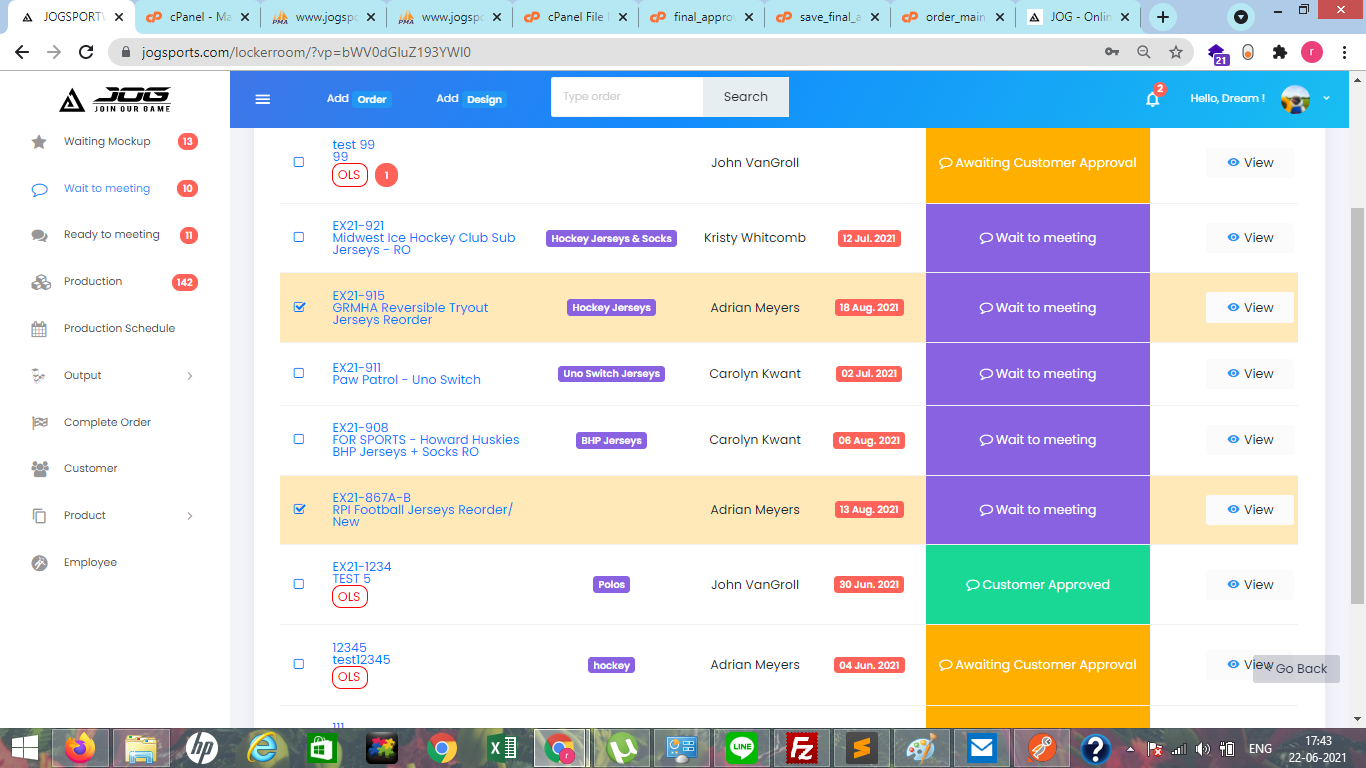 JOGSPORTW
cPanel - Ma
www.jogspo
www.jogspo
cPanel File M
final_approv
save_final_a
order_main
JOG - Onlin
jogsports.com/lockerroom/?vp=bWV0dGluZ193YWl0
21
r
JOG
JOIN OUR GAME
Add Order
Add Design
Type order
Search
2
Hello, Dream !
Waiting Mockup 13
Wait to meeting 10
Ready to meeting 11
Production 142
Production Schedule
Output
Complete Order
Customer
Product
Employee
test 99
99
OLS 1
John VanGroll
Awaiting Customer Approval
View
EX21-921
Midwest Ice Hockey Club Sub
Jerseys - RO
Hockey Jerseys & Socks
Kristy Whitcomb
12 Jul. 2021
Wait to meeting
View
EX21-915
GRMHA Reversible Tryout
Jerseys Reorder
Hockey Jerseys
Adrian Meyers
18 Aug. 2021
Wait to meeting
View
EX21-911
Paw Patrol - Uno Switch
Uno Switch Jerseys
Carolyn Kwant
02 Jul. 2021
Wait to meeting
View
EX21-908
FOR SPORTS - Howard Huskies
BHP Jerseys + Socks RO
BHP Jerseys
Carolyn Kwant
06 Aug. 2021
Wait to meeting
View
EX21-867A-B
RPI Football Jerseys Reorder/
New
Adrian Meyers
13 Aug. 2021
Wait to meeting
View
EX21-1234
TEST 5
OLS
Polos
John VanGroll
30 Jun. 2021
Customer Approved
View
12345
test12345
OLS
hockey
Adrian Meyers
04 Jun. 2021
Awaiting Customer Approval
View
Go Back
111
ENG
17:43
22-06-2021